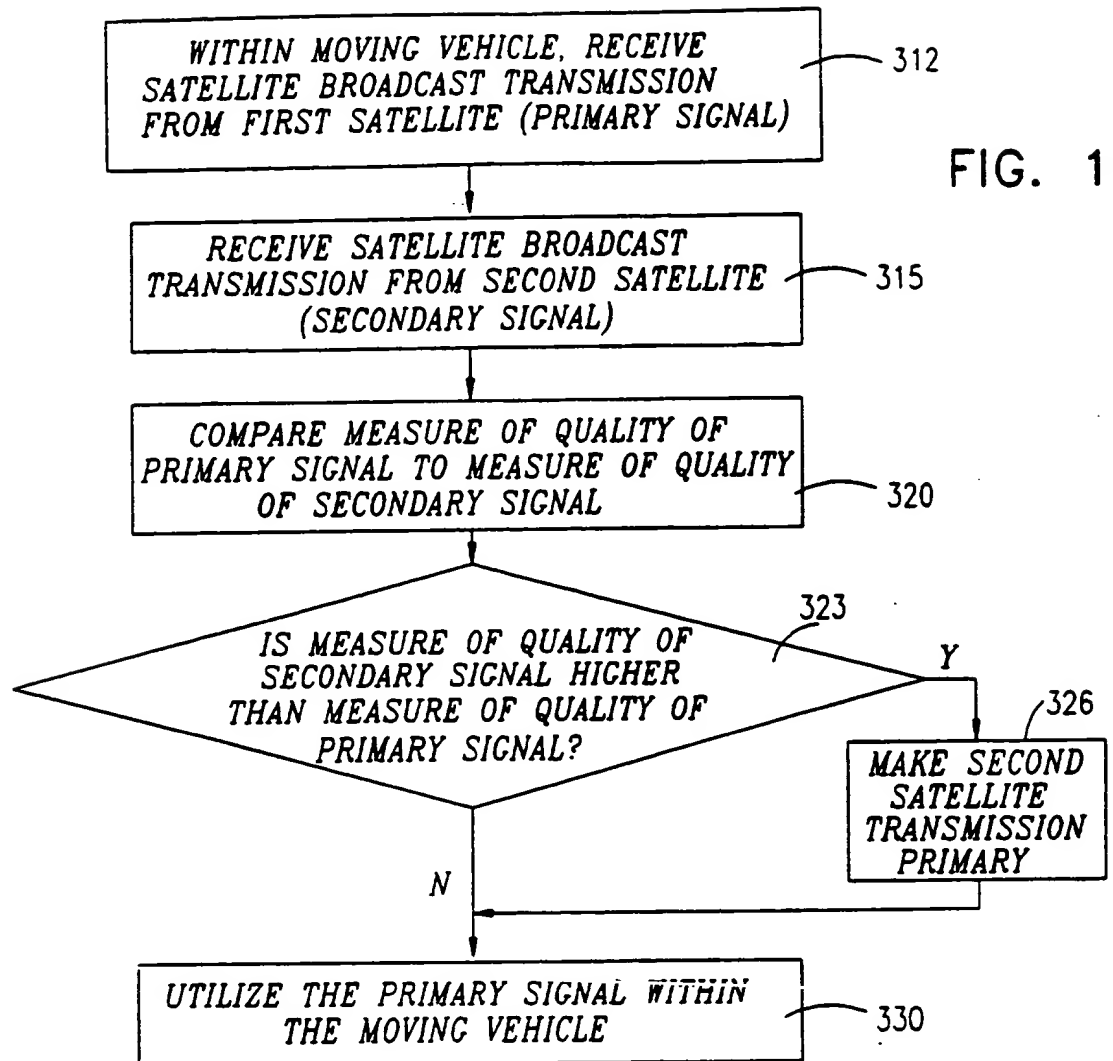 WITHIN MOVING VEHICLE, RECEIVE
SATELLITE BROADCAST TRANSMISSION
FROM FIRST SATELLITE (PRIMARY SIGNAL)
312
FIG. 1
RECEIVE SATELLITE BROADCAST
TRANSMISSION FROM SECOND SATELLITE
(SECONDARY SIGNAL)
315
COMPARE MEASURE OF QUALITY OF
PRIMARY SIGNAL TO MEASURE OF QUALITY
OF SECONDARY SIGNAL
320
IS MEASURE OF QUALITY OF
SECONDARY SIGNAL HIGHER
THAN MEASURE OF QUALITY OF
PRIMARY SIGNAL?
323
Y
326
MAKE SECOND
SATELLITE
TRANSMISSION
PRIMARY
N
UTILIZE THE PRIMARY SIGNAL WITHIN
THE MOVING VEHICLE
330